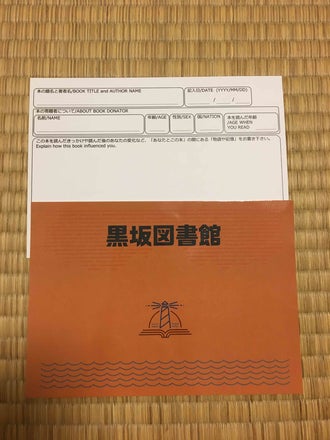 本の題名と著者名/BOOK TITLE and AUTHOR NAME
記入日/DATE (YYYY/MM/DD)
/ /
本の寄贈者について/ABOUT BOOK DONATOR
名前/NAME
年齢/AGE
性別/SEX
国/NATION
本を読んだ年齢
/AGE WHEN
YOU READ
この本を読んだきっかけや読んだ後のあなたの変化など、「あなたとこの本」の間にある「物語や記憶」をお書き下さい。
Explain how this book influenced you.
黒坂図書館